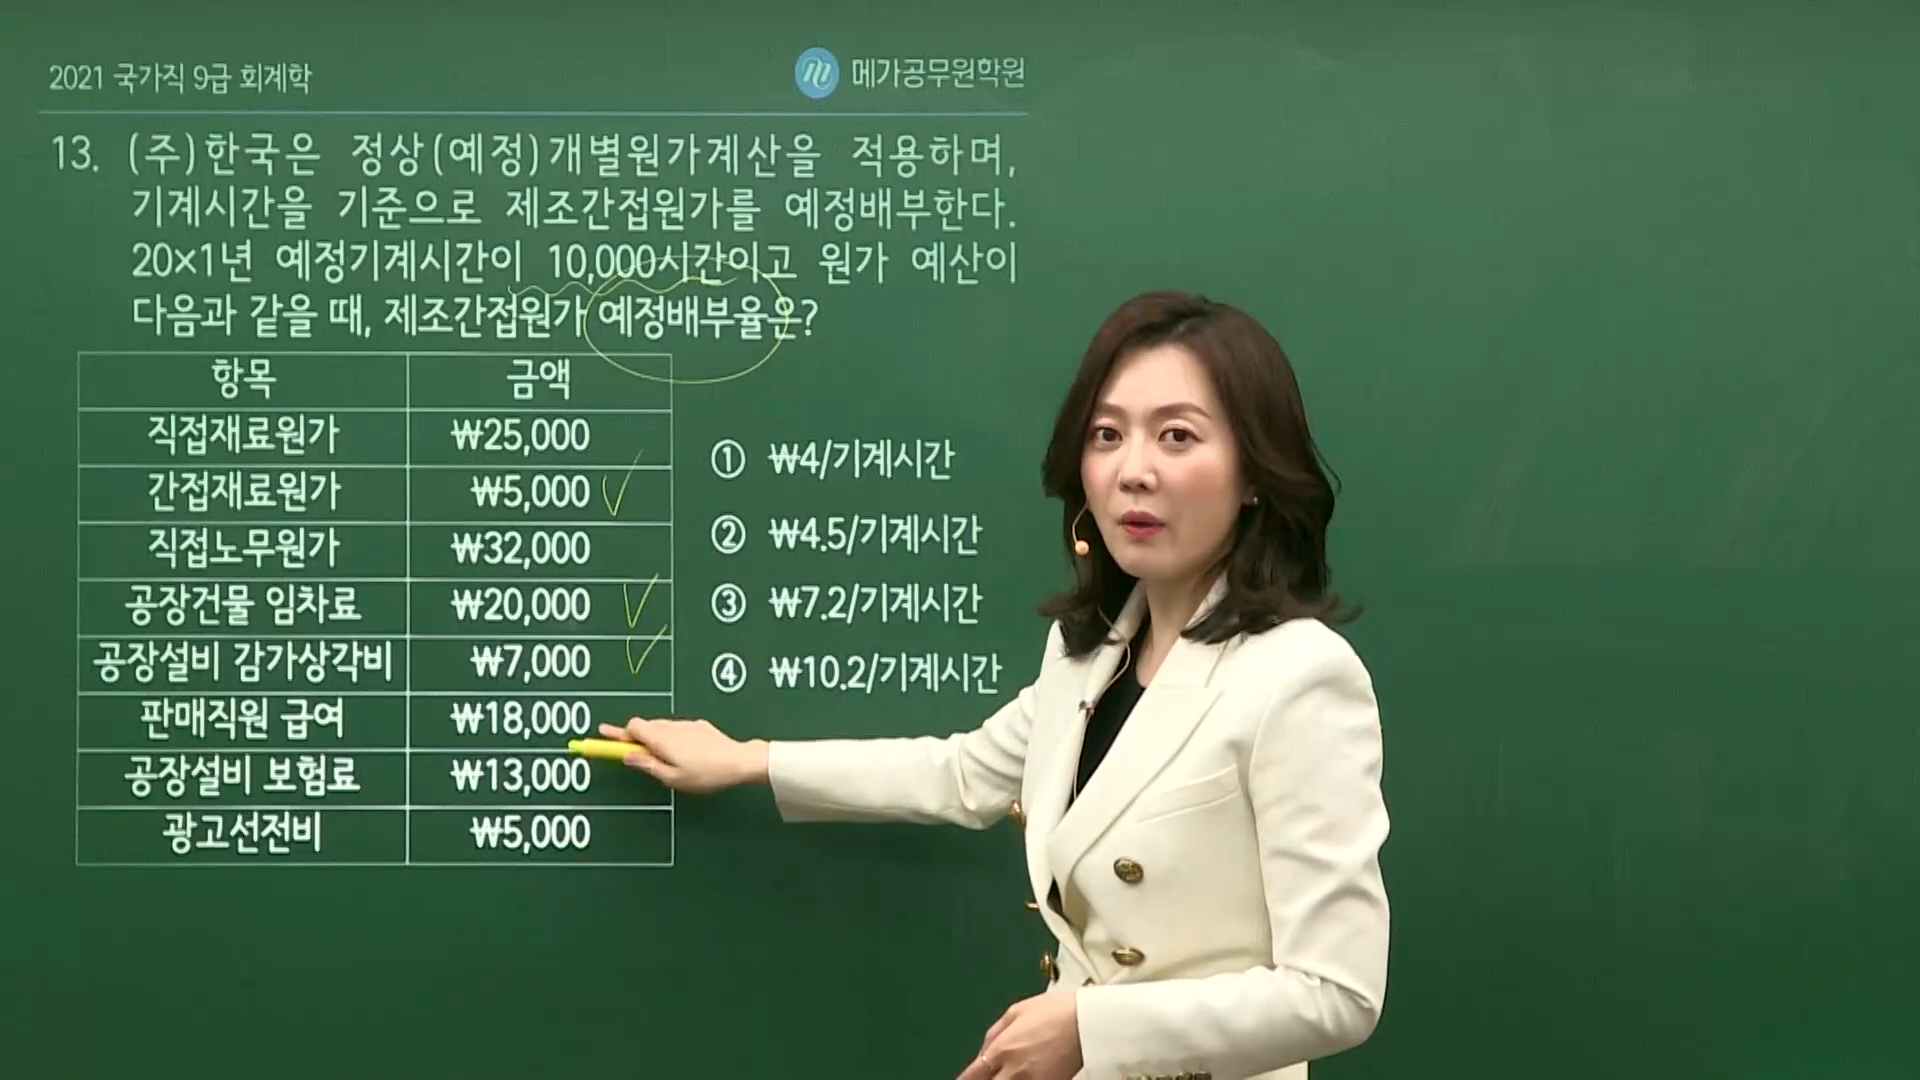 2021 국가직 9급 회계학
메가공무원학원
13. (주)한국은 정상(예정)개별원가계산을 적용하며,
기계시간을 기준으로 제조간접원가를 예정배부한다.
20×1년 예정기계시간이 10,000시간이고 원가 예산이
다음과 같을 때, 제조간접원가 예정배부율은?
항목 금액
직접재료원가 ₩25,000
간접재료원가 ₩5,000
직접노무원가 ₩32,000
공장건물 임차료 ₩20,000
공장설비 감가상각비 ₩7,000
판매직원 급여 ₩18,000
공장설비 보험료 ₩13,000
광고선전비 ₩5,000
① ₩4/기계시간
② ₩4.5/기계시간
③ ₩7.2/기계시간
④ ₩10.2/기계시간